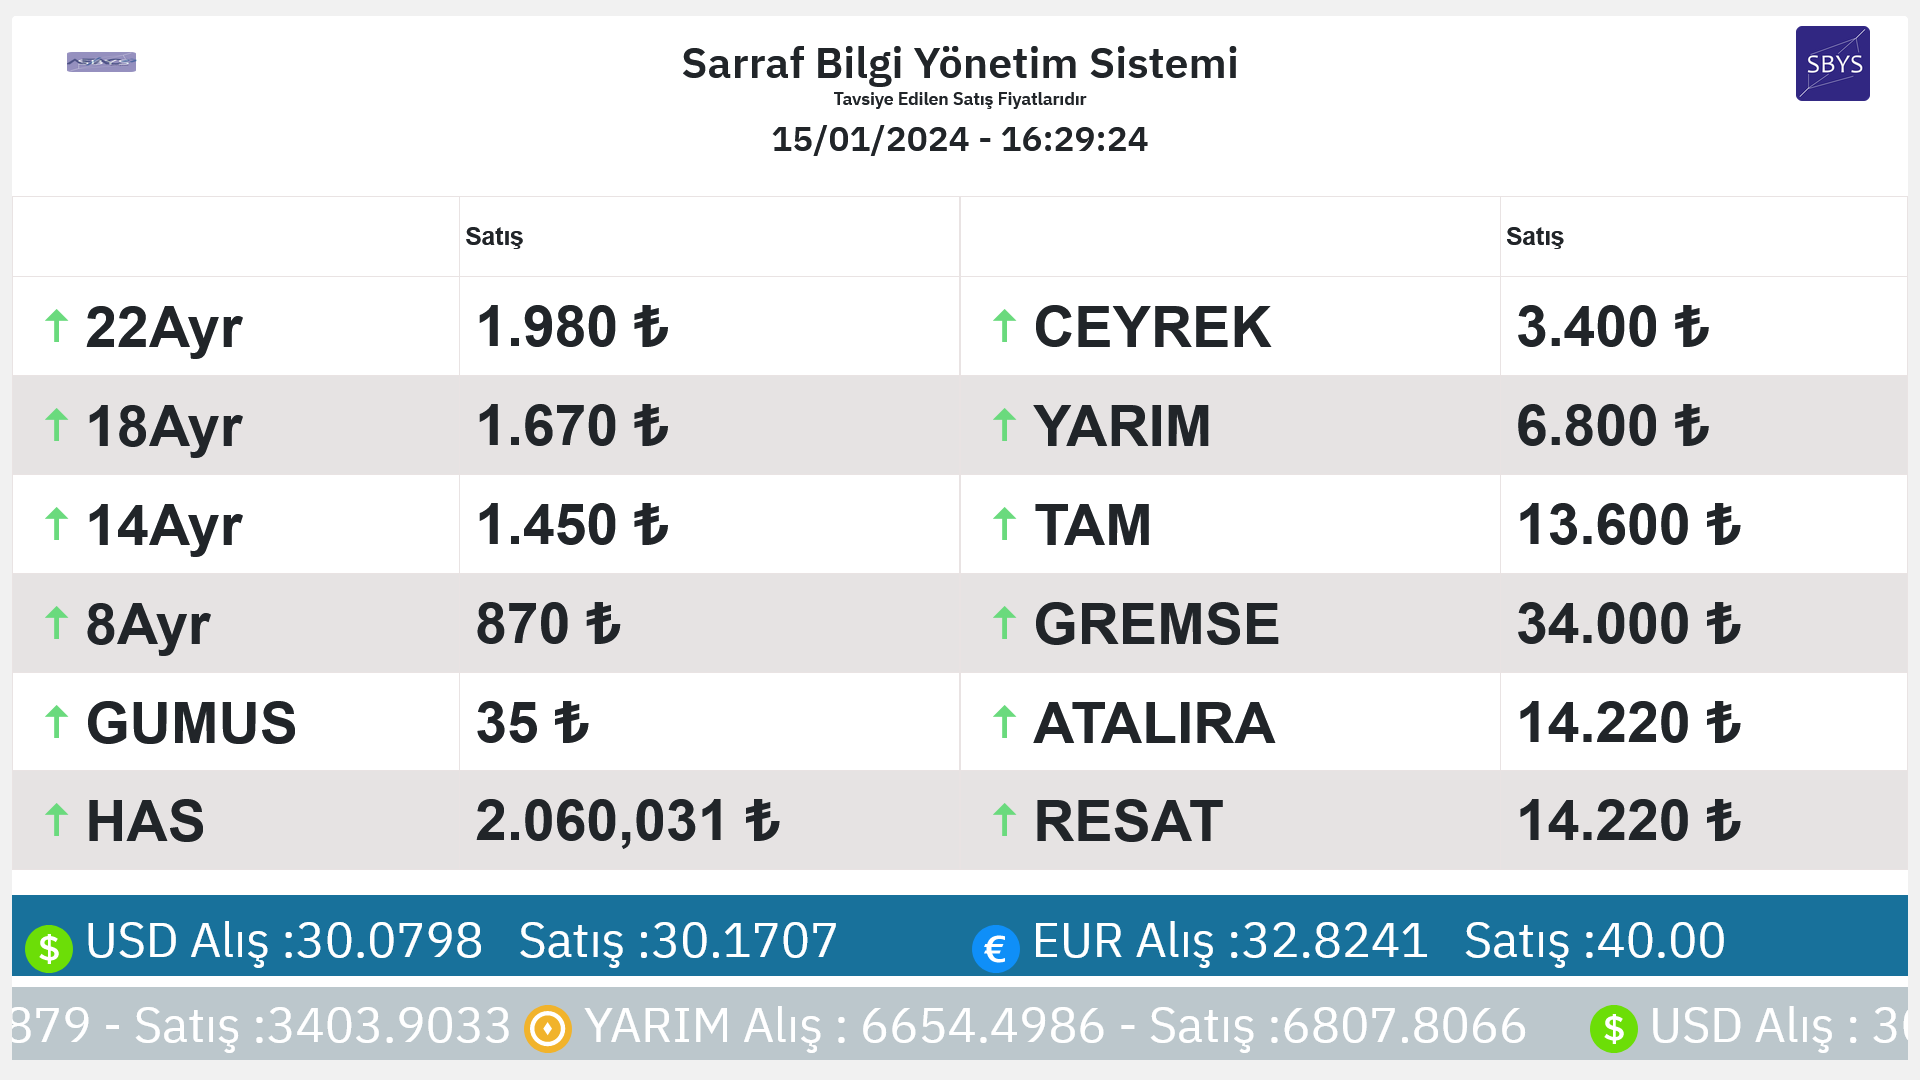 Sarraf Bilgi Yönetim Sistemi
SBYS
Tavsiye Edilen Satış Fiyatlarıdır
15/01/2024 - 16:29:24
Satış Satış
22Ayr 1.980 ₺ CEYREK 3.400 ₺
18Ayr 1.670 ₺ YARIM 6.800 ₺
14Ayr 1.450 ₺ TAM 13.600 ₺
8Ayr 870 ₺ GREMSE 34.000 ₺
GUMUS 35 ₺ ATALIRA 14.220 ₺
HAS 2.060,031 ₺ RESAT 14.220 ₺
$ USD Alış :30.0798 Satış :30.1707 € EUR Alış :32.8241 Satış :40.00
879 - Satış :3403.9033 YARIM Alış : 6654.4986 - Satış :6807.8066 $ USD Alış : 30